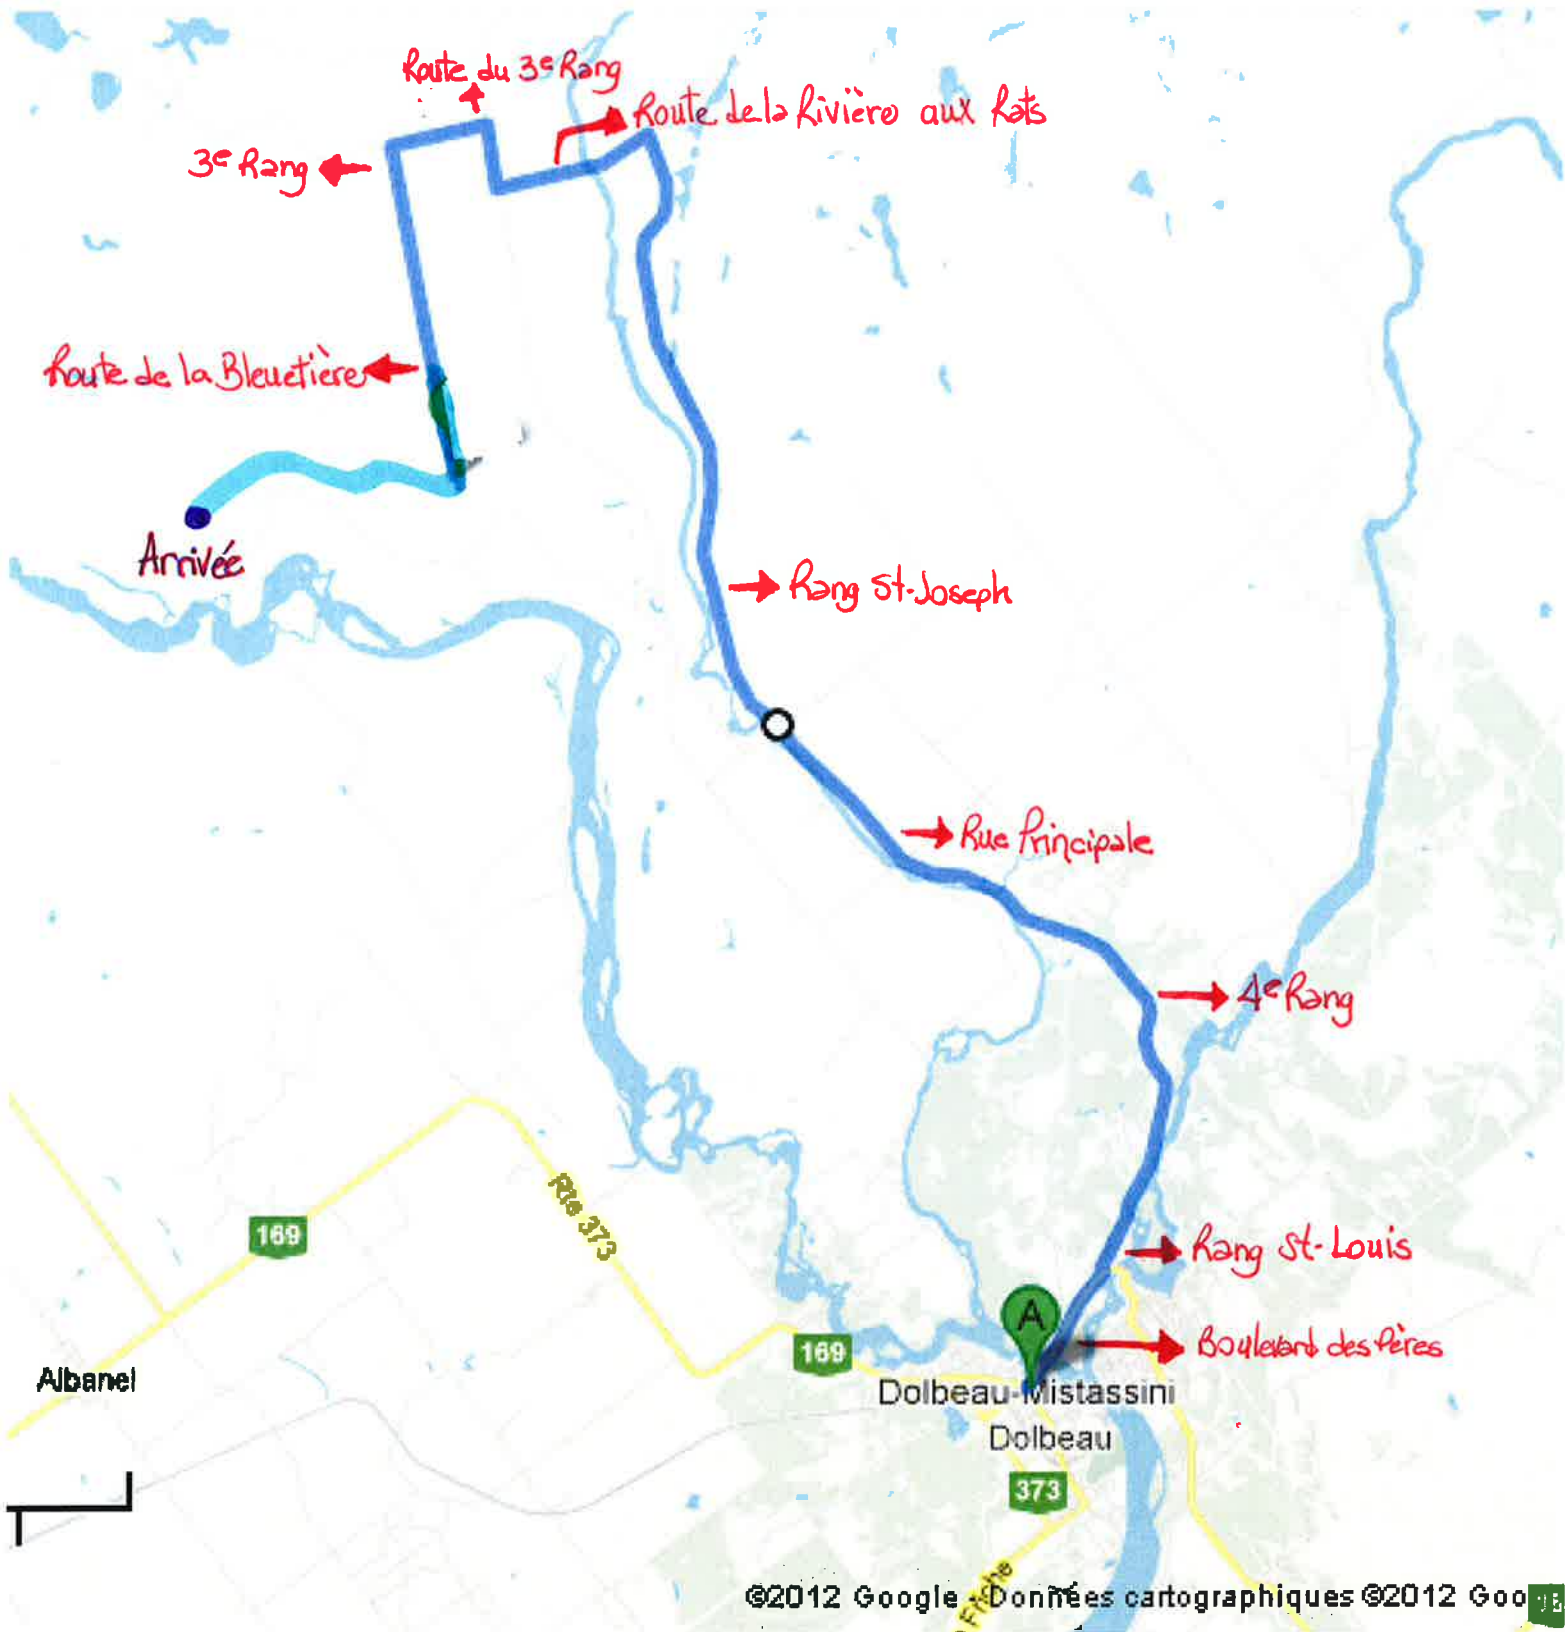 Route du 3e Rang
Route de la Rivière aux Rats
3e Rang
Route de la Bleuetière
Arrivée
Rang St-Joseph
Rue Principale
4e Rang
Rte 373
169
Rang St-Louis
A
Boulevard des Pères
169
Albanel
Dolbeau-Mistassini
Dolbeau
373
Friche
©2012 Google - Données cartographiques ©2012 Goo